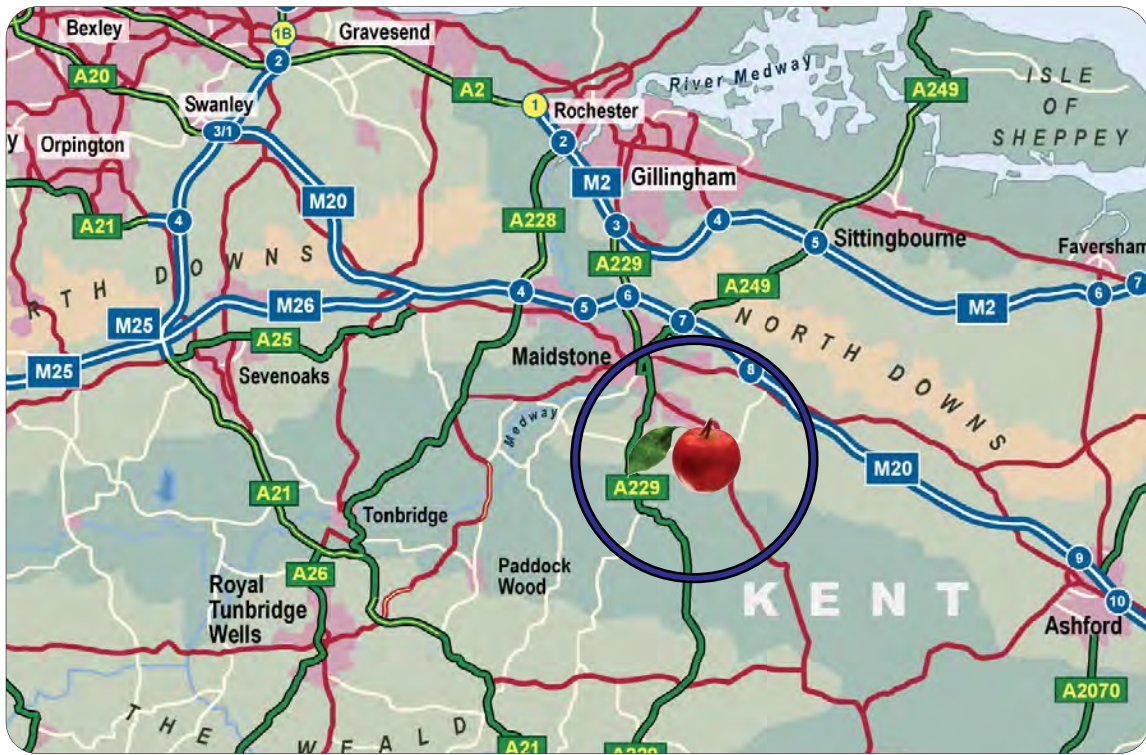 Bexley
1B
Gravesend
2
A20
A2
A249
ISLE
OF
SHEPPEY
River Medway
1
Rochester
Swanley
3/1
y
Orpington
2
M2
Gillingham
M20
A21
4
A228
3
4
5
Sittingbourne
Faversham
A229
A249
RTH DOWNS
M26
4
5
6
7
M2
6
7
M25
A25
M25
Sevenoaks
Maidstone
8
NORTH DOWNS
Medway
M20
A229
A21
Tonbridge
A26
Paddock
Wood
Royal
Tunbridge
Wells
KENT
9
10
Ashford
A2070
THE WEALD
A21
A229